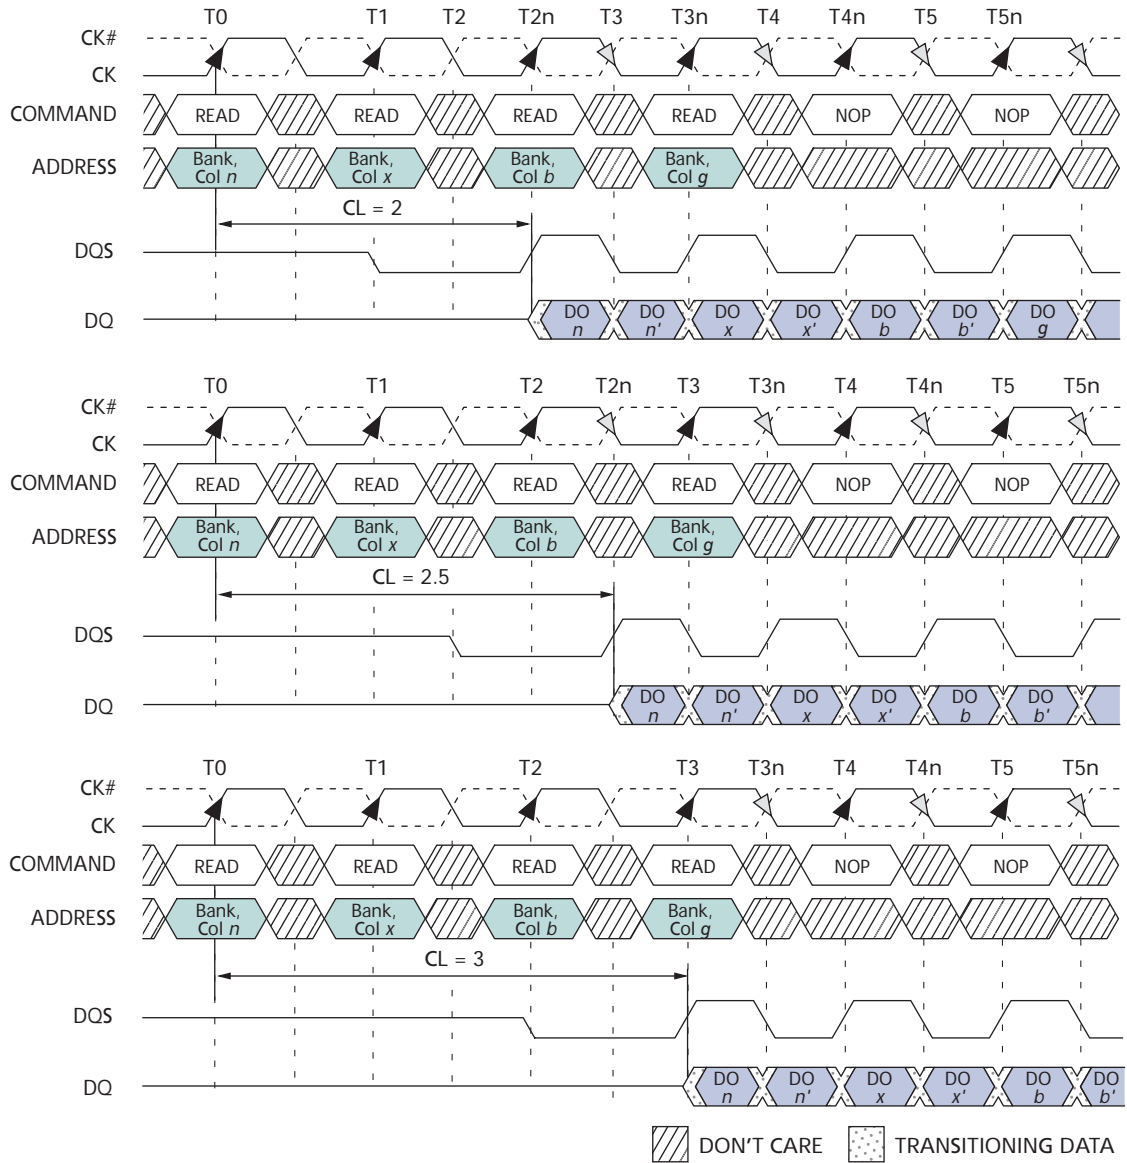 T0 T1 T2 T2n T3 T3n T4 T4n T5 T5n
CK#
CK
COMMAND READ READ READ READ NOP NOP
ADDRESS Bank, Col n Bank, Col x Bank, Col b Bank, Col g
CL = 2
DQS
DQ DO n DO n' DO x DO x' DO b DO b' DO g
T0 T1 T2 T2n T3 T3n T4 T4n T5 T5n
CK#
CK
COMMAND READ READ READ READ NOP NOP
ADDRESS Bank, Col n Bank, Col x Bank, Col b Bank, Col g
CL = 2.5
DQS
DQ DO n DO n' DO x DO x' DO b DO b'
T0 T1 T2 T3 T3n T4 T4n T5 T5n
CK#
CK
COMMAND READ READ READ READ NOP NOP
ADDRESS Bank, Col n Bank, Col x Bank, Col b Bank, Col g
CL = 3
DQS
DQ DO n DO n' DO x DO x' DO b DO b'
DON'T CARE TRANSITIONING DATA